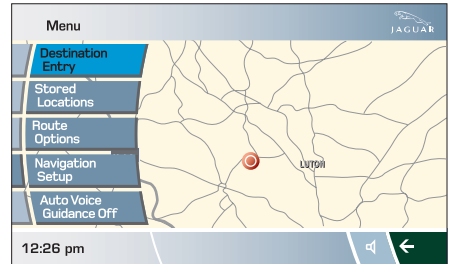 Menu
JAGUAR
Destination
Entry
Stored
Locations
Route
Options
Navigation
Setup
Auto Voice
Guidance Off
LUTON
12:26 pm